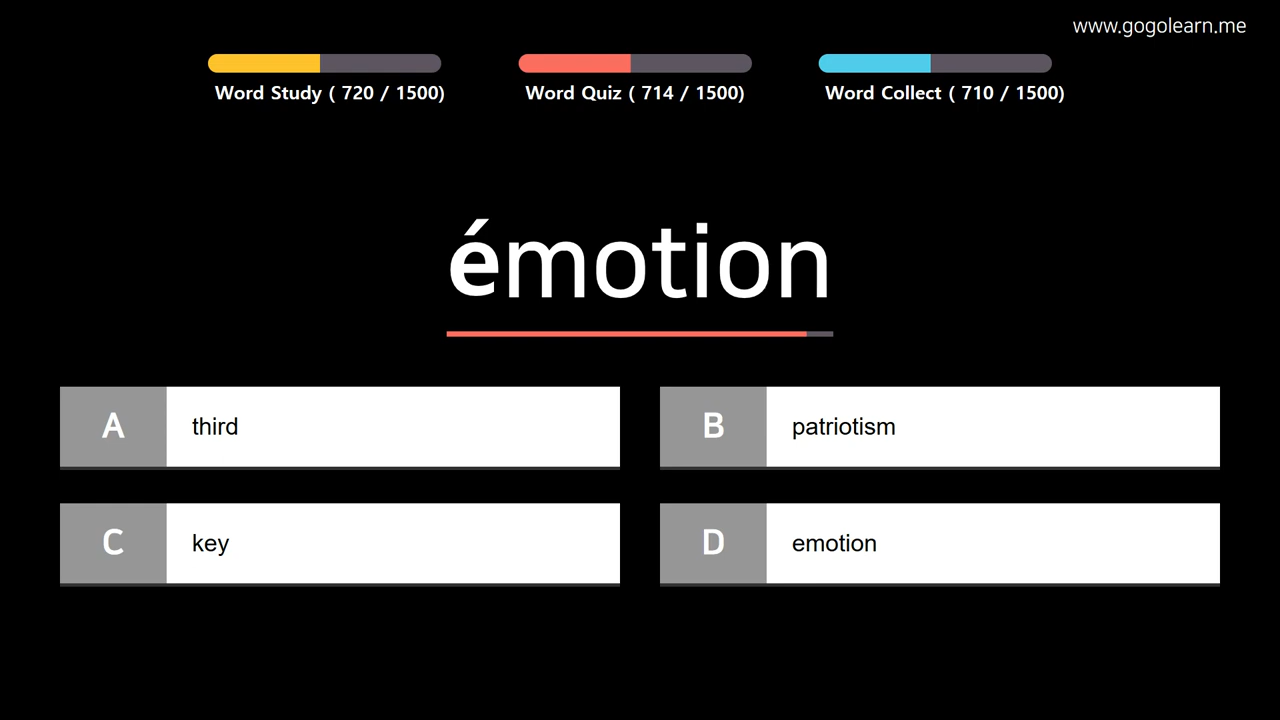 www.gogolearn.me
Word Study ( 720 / 1500)
Word Quiz ( 714 / 1500)
Word Collect ( 710 / 1500)
émotion
A
third
B
patriotism
C
key
D
emotion